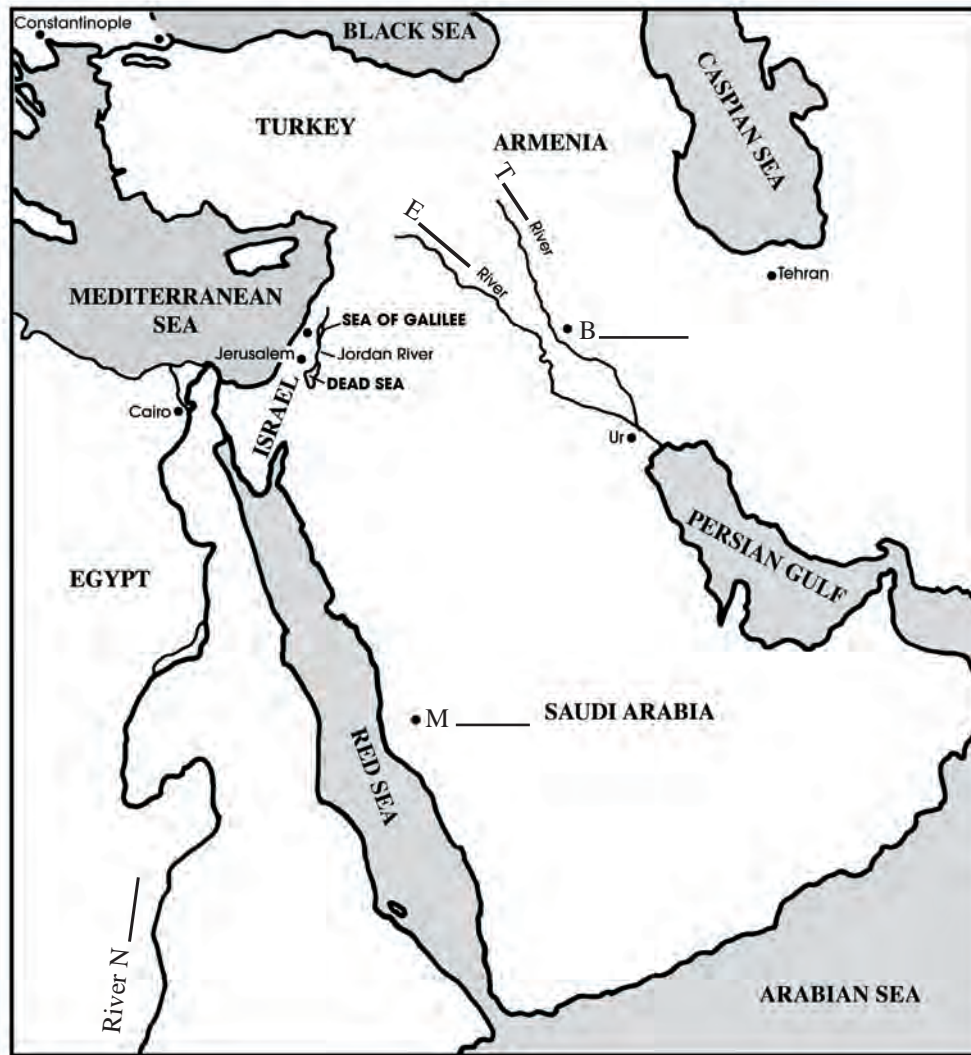 Constantinople
BLACK SEA
CASPIAN SEA
TURKEY
ARMENIA
T
River
E
River
Tehran
MEDITERRANEAN
SEA
SEA OF GALILEE
B
Jerusalem
Jordan River
DEAD SEA
Cairo
ISRAEL
Ur
PERSIAN GULF
EGYPT
M
SAUDI ARABIA
RED SEA
River N
ARABIAN SEA